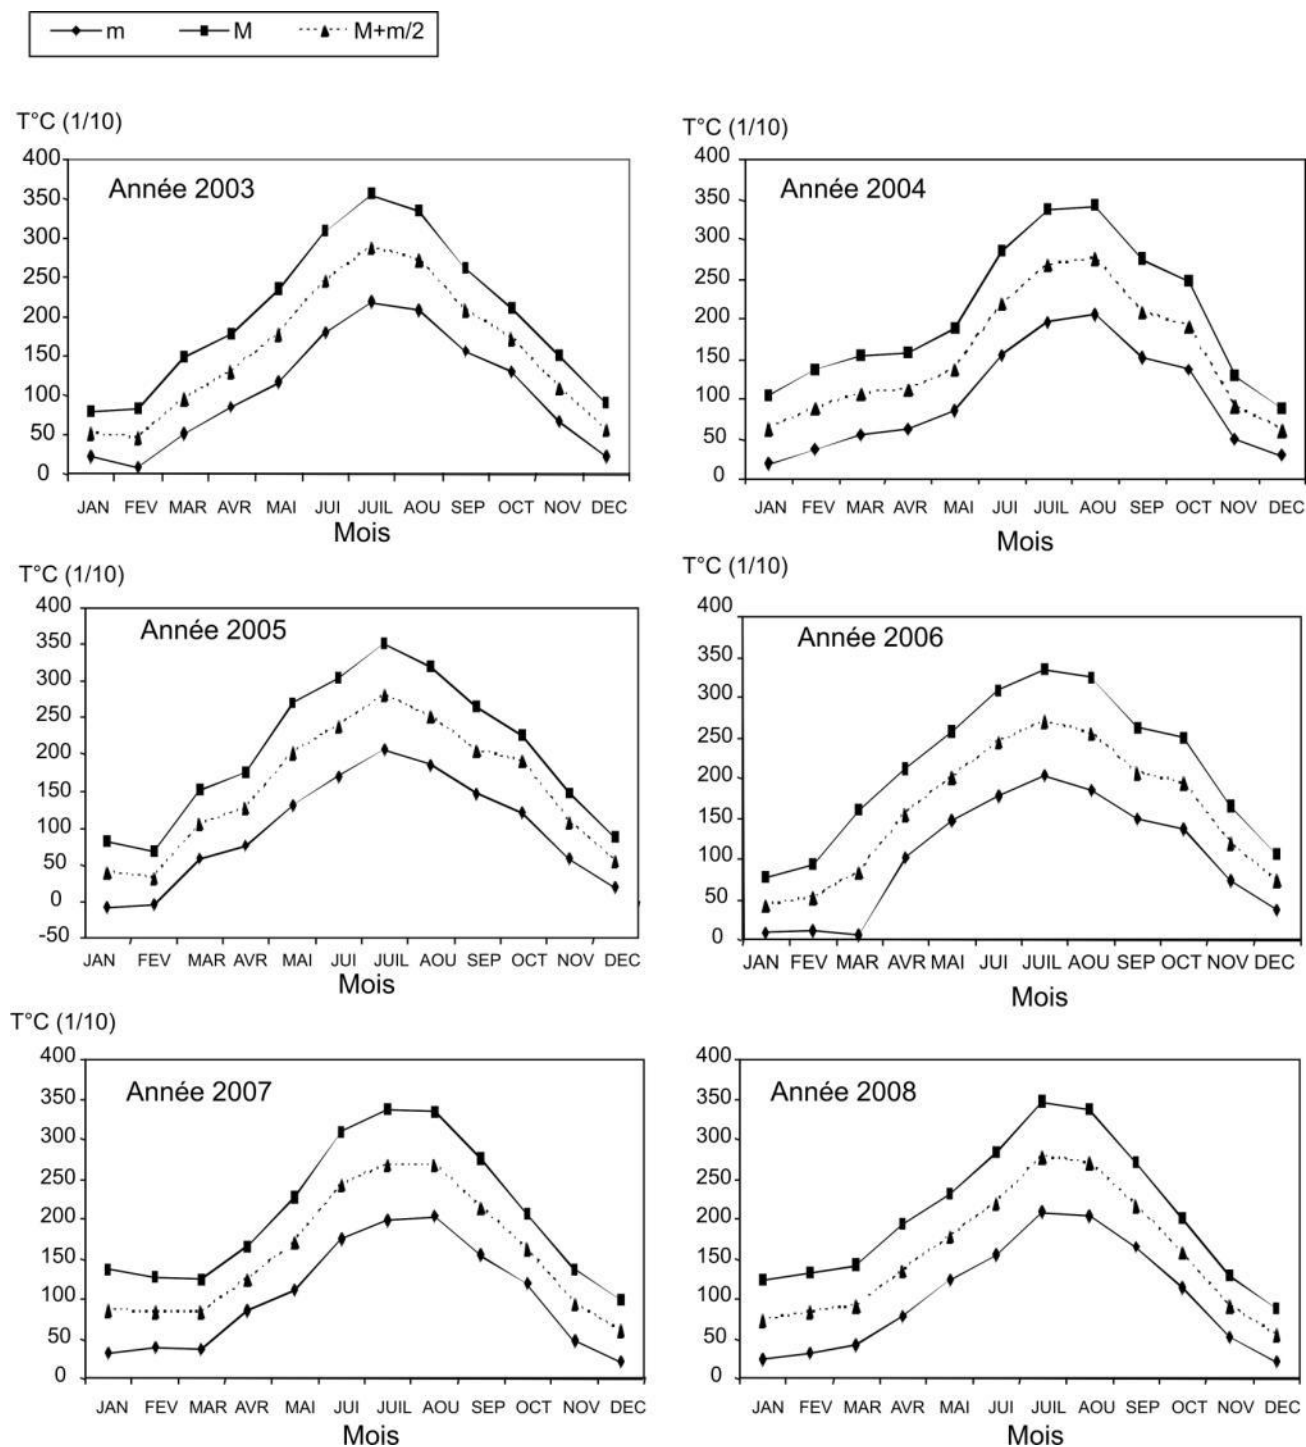 m M M+m/2
T°C (1/10)
Année 2003
400
350
300
250
200
150
100
50
0
JAN FEV MAR AVR MAI JUI JUIL AOU SEP OCT NOV DEC
Mois
T°C (1/10)
Année 2004
400
350
300
250
200
150
100
50
0
JAN FEV MAR AVR MAI JUI JUIL AOU SEP OCT NOV DEC
Mois
T°C (1/10)
Année 2005
400
350
300
250
200
150
100
50
0
-50
JAN FEV MAR AVR MAI JUI JUIL AOU SEP OCT NOV DEC
Mois
T°C (1/10)
Année 2006
400
350
300
250
200
150
100
50
0
JAN FEV MAR AVR MAI JUI JUIL AOU SEP OCT NOV DEC
Mois
T°C (1/10)
Année 2007
400
350
300
250
200
150
100
50
0
JAN FEV MAR AVR MAI JUI JUIL AOU SEP OCT NOV DEC
Mois
Année 2008
400
350
300
250
200
150
100
50
0
JAN FEV MAR AVR MAI JUI JUIL AOU SEP OCT NOV DEC
Mois